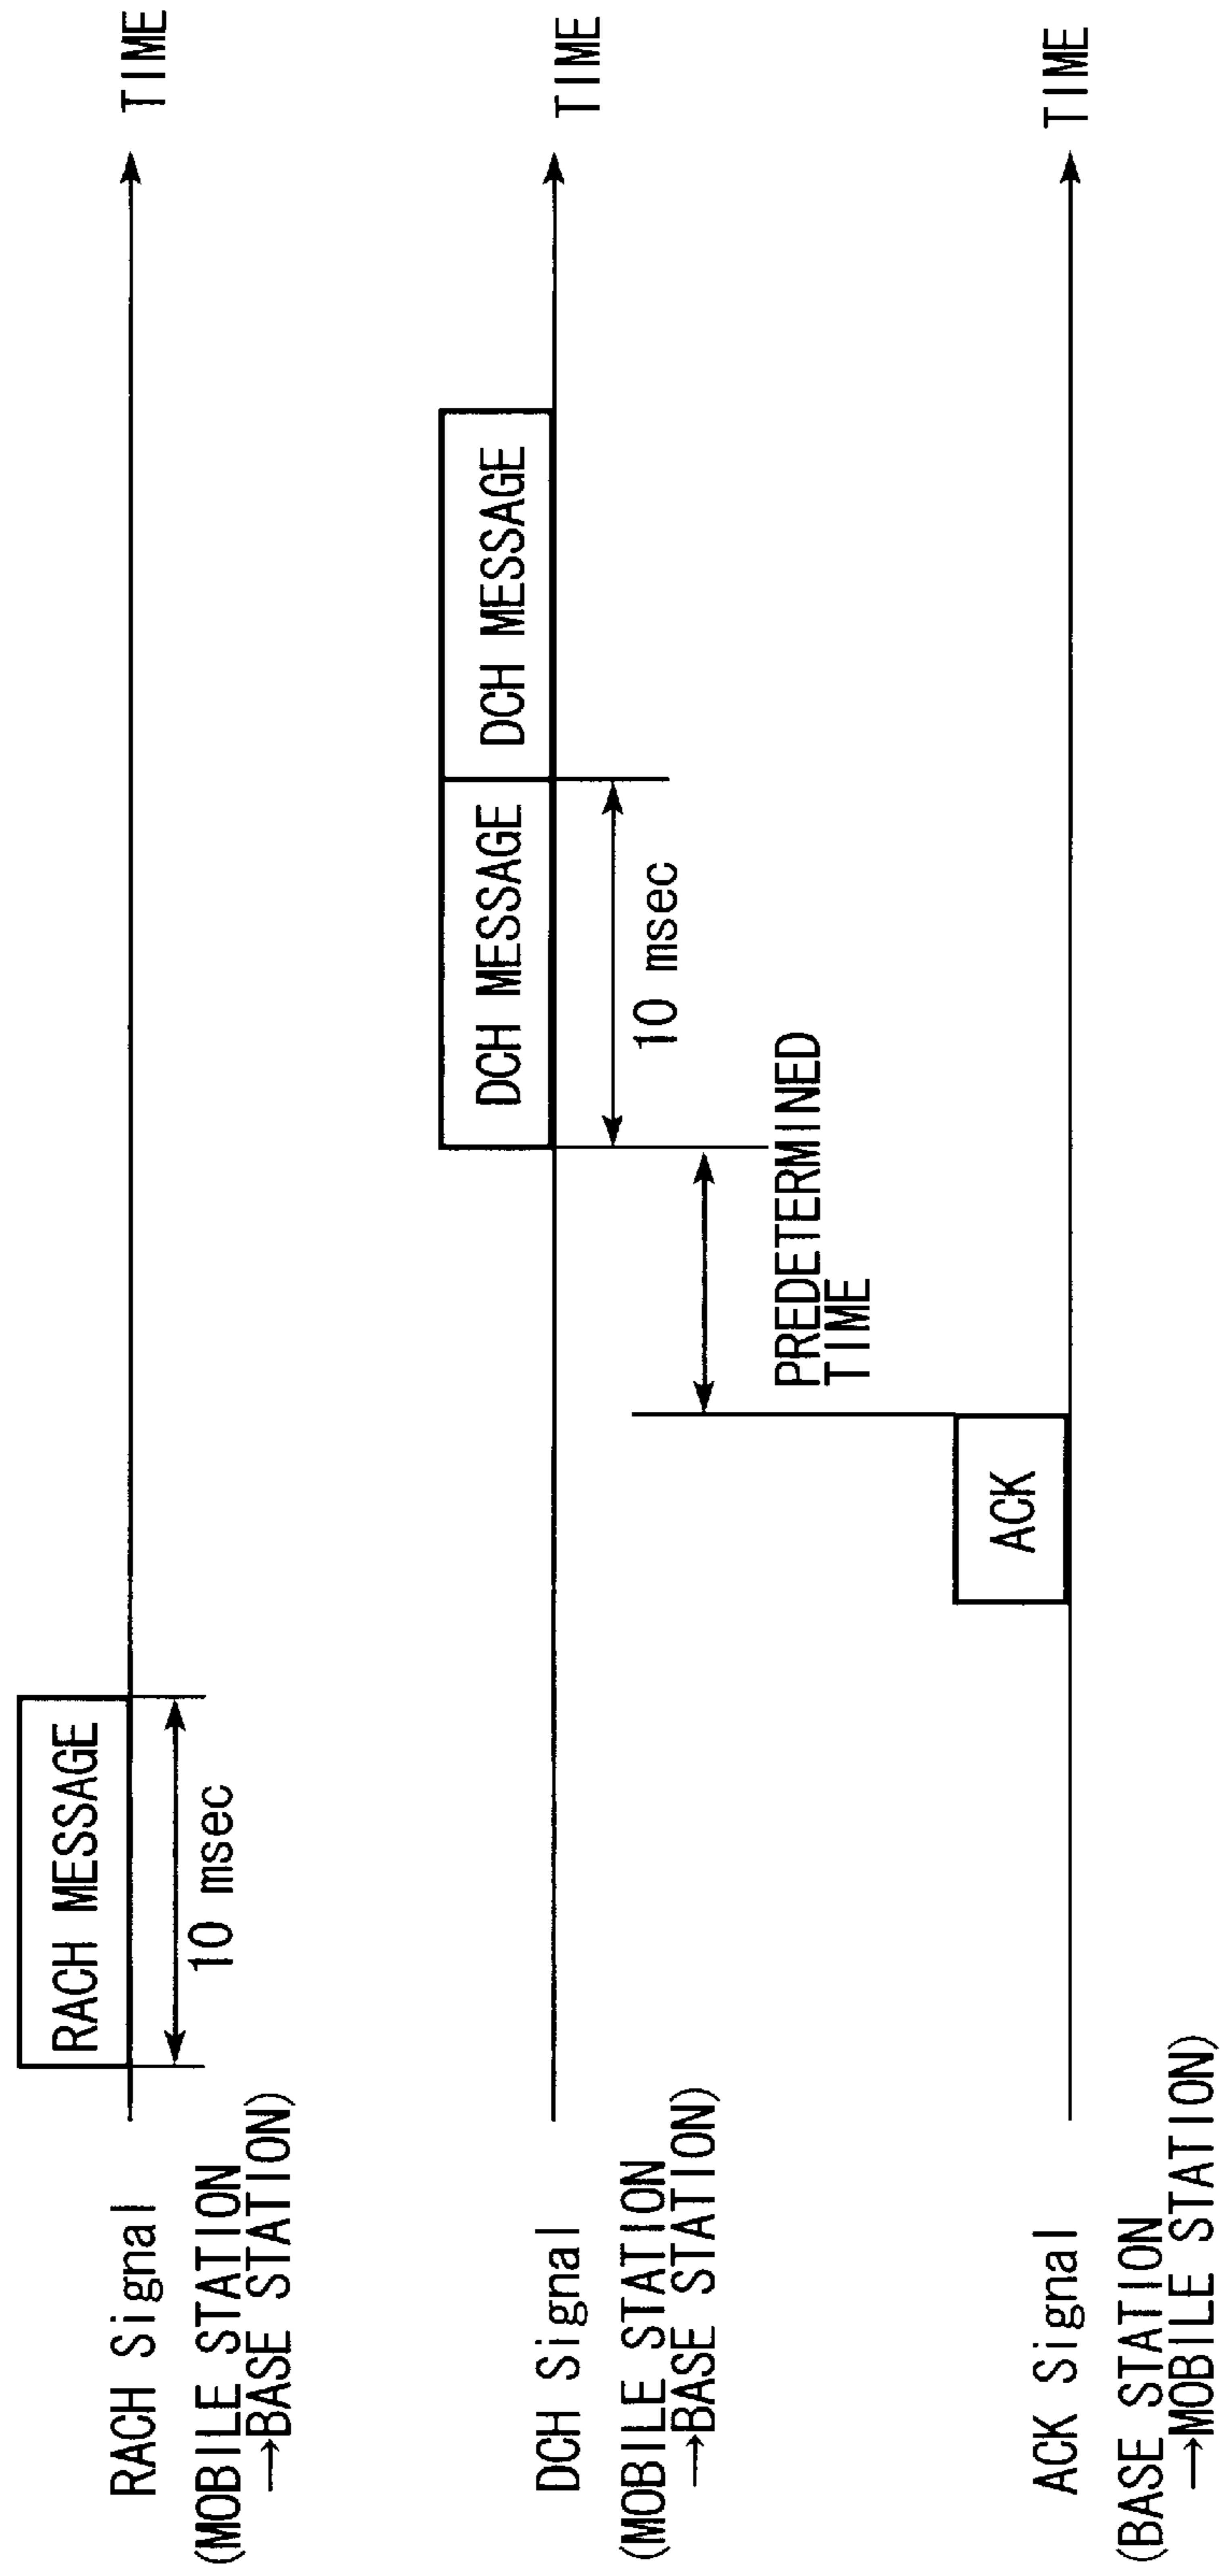 RACH Signal
(MOBILE STATION
→BASE STATION)
RACH MESSAGE
10 msec
TIME
DCH Signal
(MOBILE STATION
→BASE STATION)
DCH MESSAGE
DCH MESSAGE
10 msec
PREDETERMINED
TIME
TIME
ACK Signal
(BASE STATION
→MOBILE STATION)
ACK
TIME